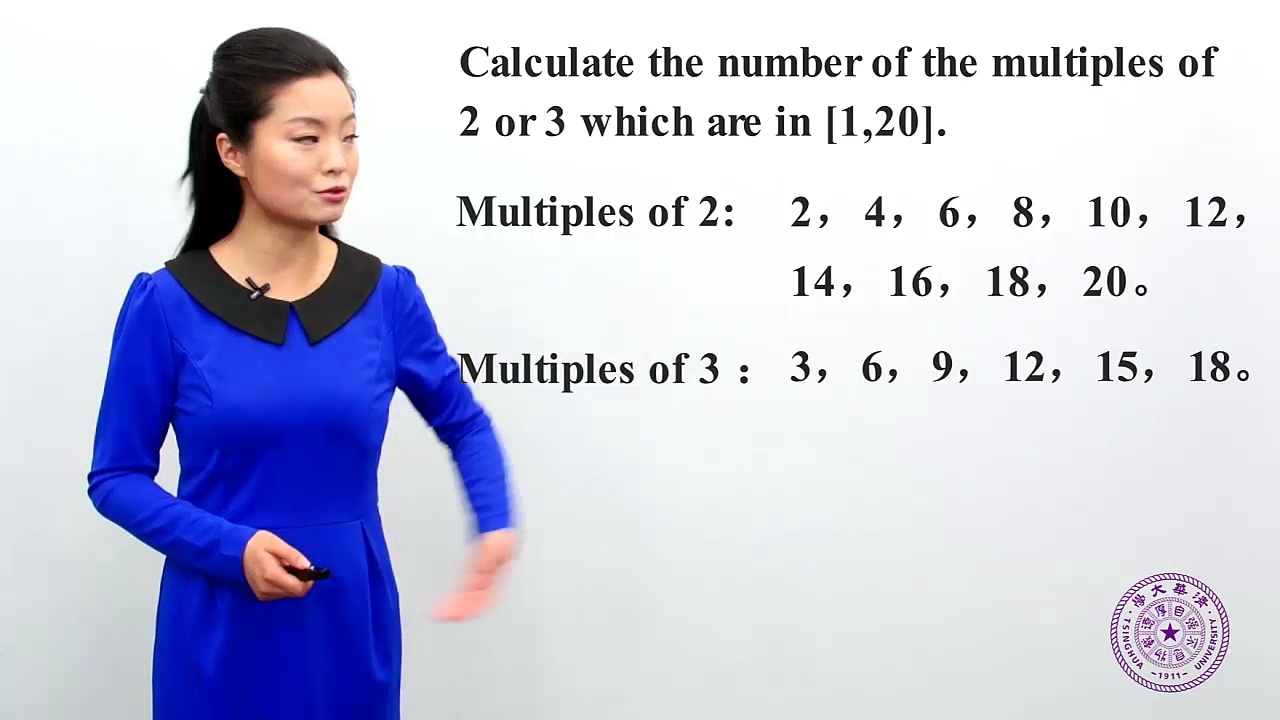 Calculate the number of the multiples of
2 or 3 which are in [1,20].
Multiples of 2: 2， 4， 6， 8， 10， 12，
14， 16， 18， 20。
Multiples of 3： 3， 6， 9， 12， 15， 18。
學大華清
自强不息厚德載物
TSINGHUA UNIVERSITY
-1911-